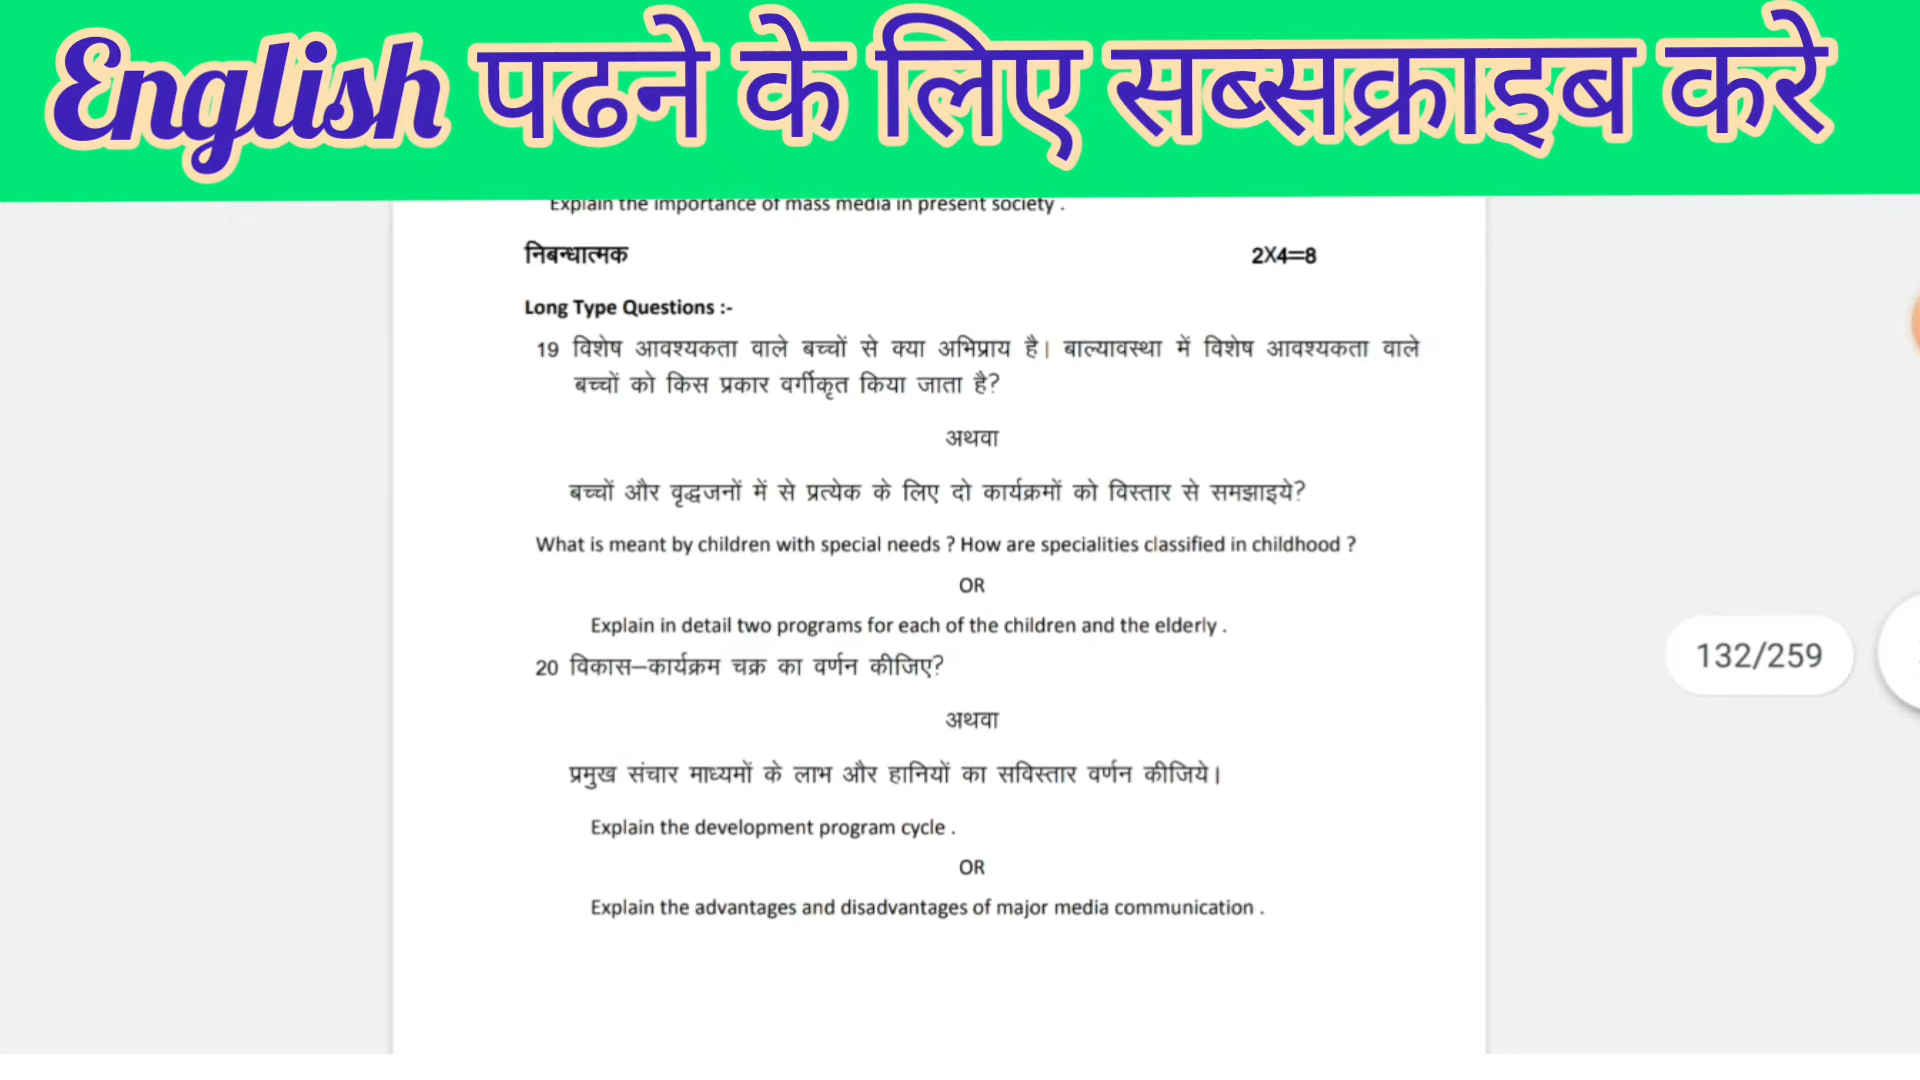 English पढने के लिए सब्सक्राइब करे
Explain the importance of mass media in present society .
निबन्धात्मक 2X4=8
Long Type Questions :-
19 विशेष आवश्यकता वाले बच्चों से क्या अभिप्राय है। बाल्यावस्था में विशेष आवश्यकता वाले
बच्चों को किस प्रकार वर्गीकृत किया जाता है?
अथवा
बच्चों और वृद्धजनों में से प्रत्येक के लिए दो कार्यक्रमों को विस्तार से समझाइये?
What is meant by children with special needs ? How are specialities classified in childhood ?
OR
Explain in detail two programs for each of the children and the elderly .
132/259
20 विकास–कार्यक्रम चक्र का वर्णन कीजिए?
अथवा
प्रमुख संचार माध्यमों के लाभ और हानियों का सविस्तार वर्णन कीजिये।
Explain the development program cycle .
OR
Explain the advantages and disadvantages of major media communication .